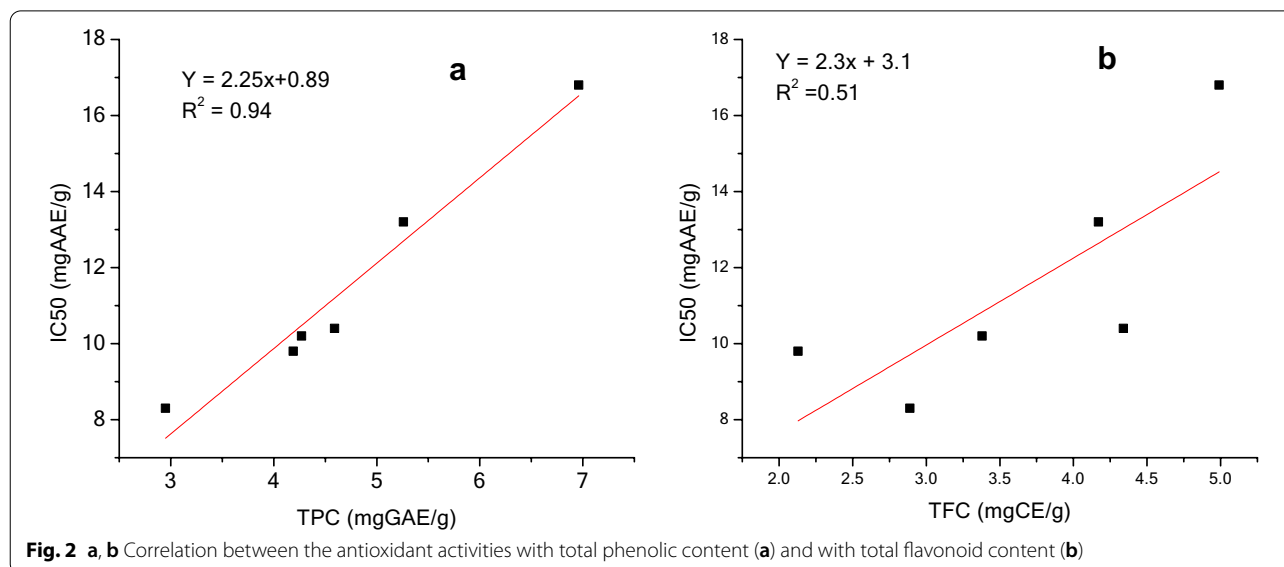 18
16
14
12
10
8
IC50 (mgAAE/g)
Y = 2.25x+0.89
R² = 0.94
a
3 4 5 6 7
TPC (mgGAE/g)
18
16
14
12
10
8
IC50 (mgAAE/g)
Y = 2.3x + 3.1
R² =0.51
b
2.0 2.5 3.0 3.5 4.0 4.5 5.0
TFC (mgCE/g)
Fig. 2 a, b Correlation between the antioxidant activities with total phenolic content (a) and with total flavonoid content (b)